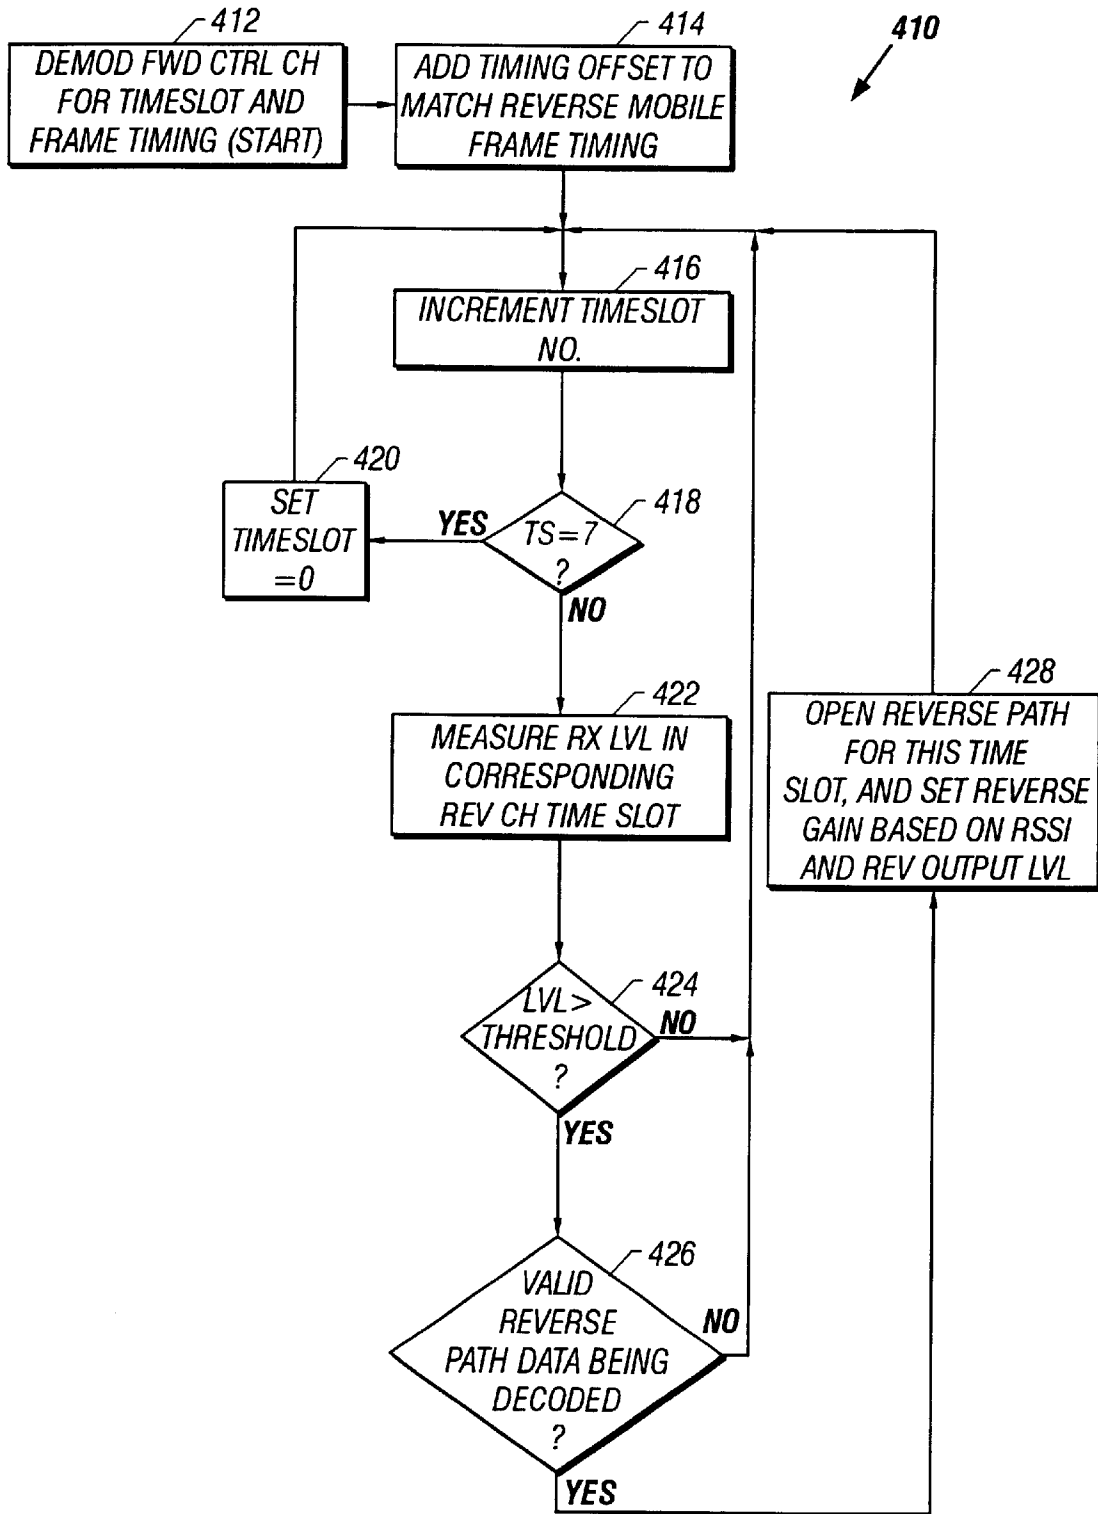 412
DEMOD FWD CTRL CH
FOR TIMESLOT AND
FRAME TIMING (START)
414
ADD TIMING OFFSET TO
MATCH REVERSE MOBILE
FRAME TIMING
410
416
INCREMENT TIMESLOT
NO.
420
SET
TIMESLOT
=0
418
YES
TS=7
?
NO
422
MEASURE RX LVL IN
CORRESPONDING
REV CH TIME SLOT
428
OPEN REVERSE PATH
FOR THIS TIME
SLOT, AND SET REVERSE
GAIN BASED ON RSSI
AND REV OUTPUT LVL
424
LVL>
THRESHOLD
?
NO
YES
426
VALID
REVERSE
PATH DATA BEING
DECODED
?
NO
YES